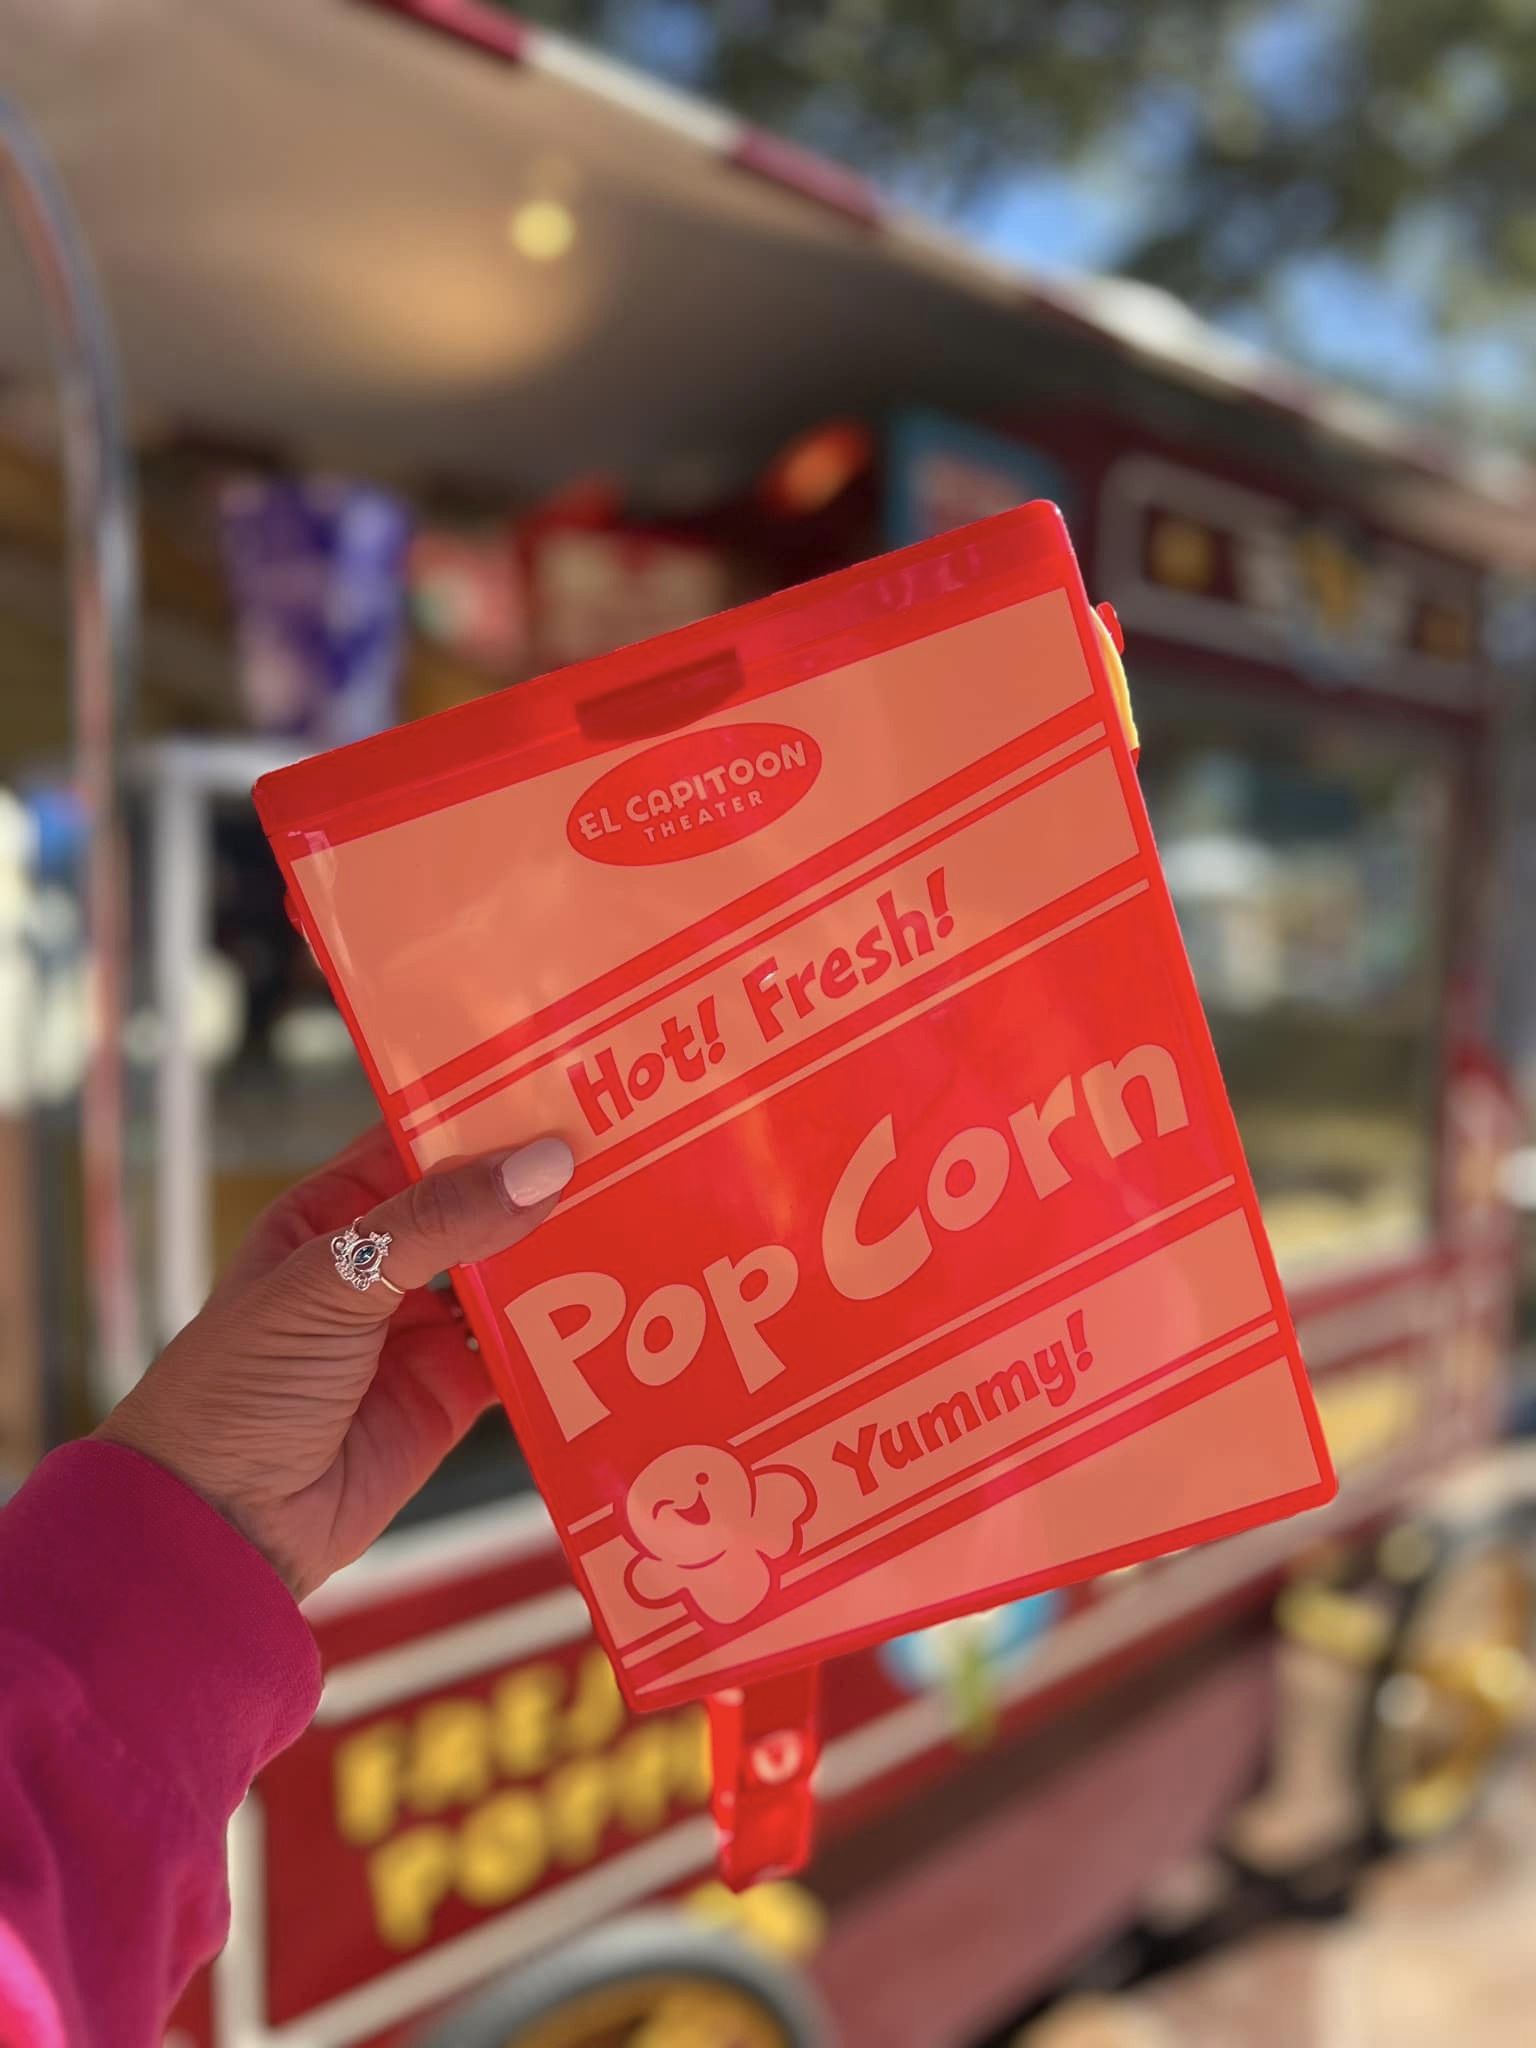 EL CAPITOON
THEATER
Hot! Fresh!
Pop Corn
Yummy!